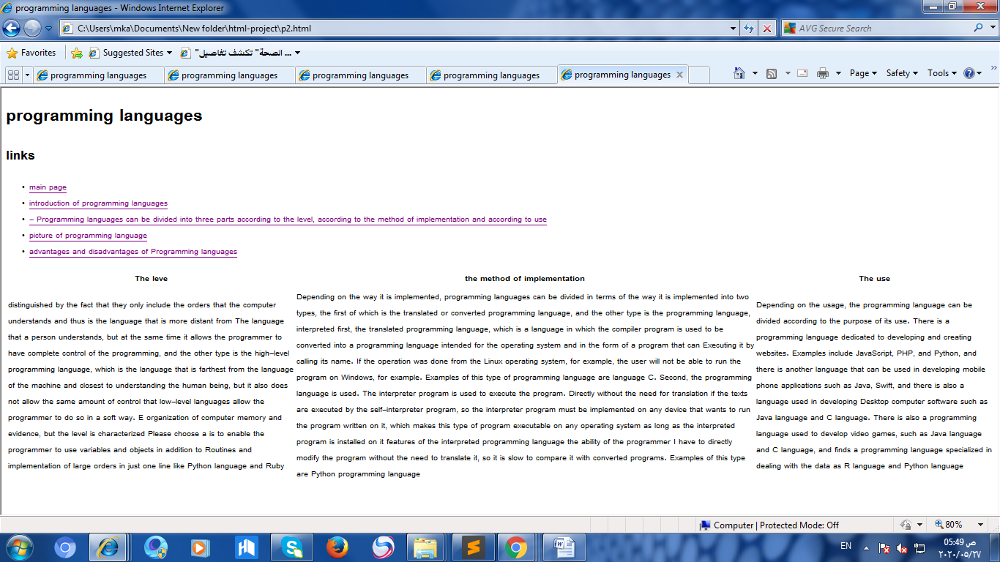 programming languages - Windows Internet Explorer
C:\Users\mka\Documents\New folder\html-project\p2.html
AVG Secure Search
Favorites
Suggested Sites
... الصحة" تكشف تفاصيل"
programming languages
programming languages
programming languages
programming languages
programming languages
Page
Safety
Tools
programming languages
links
• main page
• introduction of programming languages
• – Programming languages can be divided into three parts according to the level, according to the method of implementation and according to use
• picture of programming language
• advantages and disadvantages of Programming languages
The leve
distinguished by the fact that they only include the orders that the computer
understands and thus is the language that is more distant from The language
that a person understands, but at the same time it allows the programmer to
have complete control of the programming, and the other type is the high–level
programming language, which is the language that is farthest from the language
of the machine and closest to understanding the human being, but it also does
not allow the same amount of control that low–level languages allow the
programmer to do so in a soft way. E organization of computer memory and
evidence, but the level is characterized Please choose a is to enable the
programmer to use variables and objects in addition to Routines and
implementation of large orders in just one line like Python language and Ruby
the method of implementation
Depending on the way it is implemented, programming languages can be divided in terms of the way it is implemented into two
types, the first of which is the translated or converted programming language, and the other type is the programming language,
interpreted first, the translated programming language, which is a language in which the compiler program is used to be
converted into a programming language intended for the operating system and in the form of a program that can Executing it by
calling its name. If the operation was done from the Linux operating system, for example, the user will not be able to run the
program on Windows, for example. Examples of this type of programming language are language C. Second, the programming
language is used. The interpreter program is used to execute the program. Directly without the need for translation if the texts
are executed by the self–interpreter program, so the interpreter program must be implemented on any device that wants to run
the program written on it, which makes this type of program executable on any operating system as long as the interpreted
program is installed on it features of the interpreted programming language the ability of the programmer I have to directly
modify the program without the need to translate it, so it is slow to compare it with converted programs. Examples of this type
are Python programming language
The use
Depending on the usage, the programming language can be
divided according to the purpose of its use. There is a
programming language dedicated to developing and creating
websites. Examples include JavaScript, PHP, and Python, and
there is another language that can be used in developing mobile
phone applications such as Java, Swift, and there is also a
language used in developing Desktop computer software such as
Java language and C language. There is also a programming
language used to develop video games, such as Java language
and C language, and finds a programming language specialized in
dealing with the data as R language and Python language
Computer | Protected Mode: Off
80%
EN
05:49 ص
٢٠٢٠/٠٥/٢٧